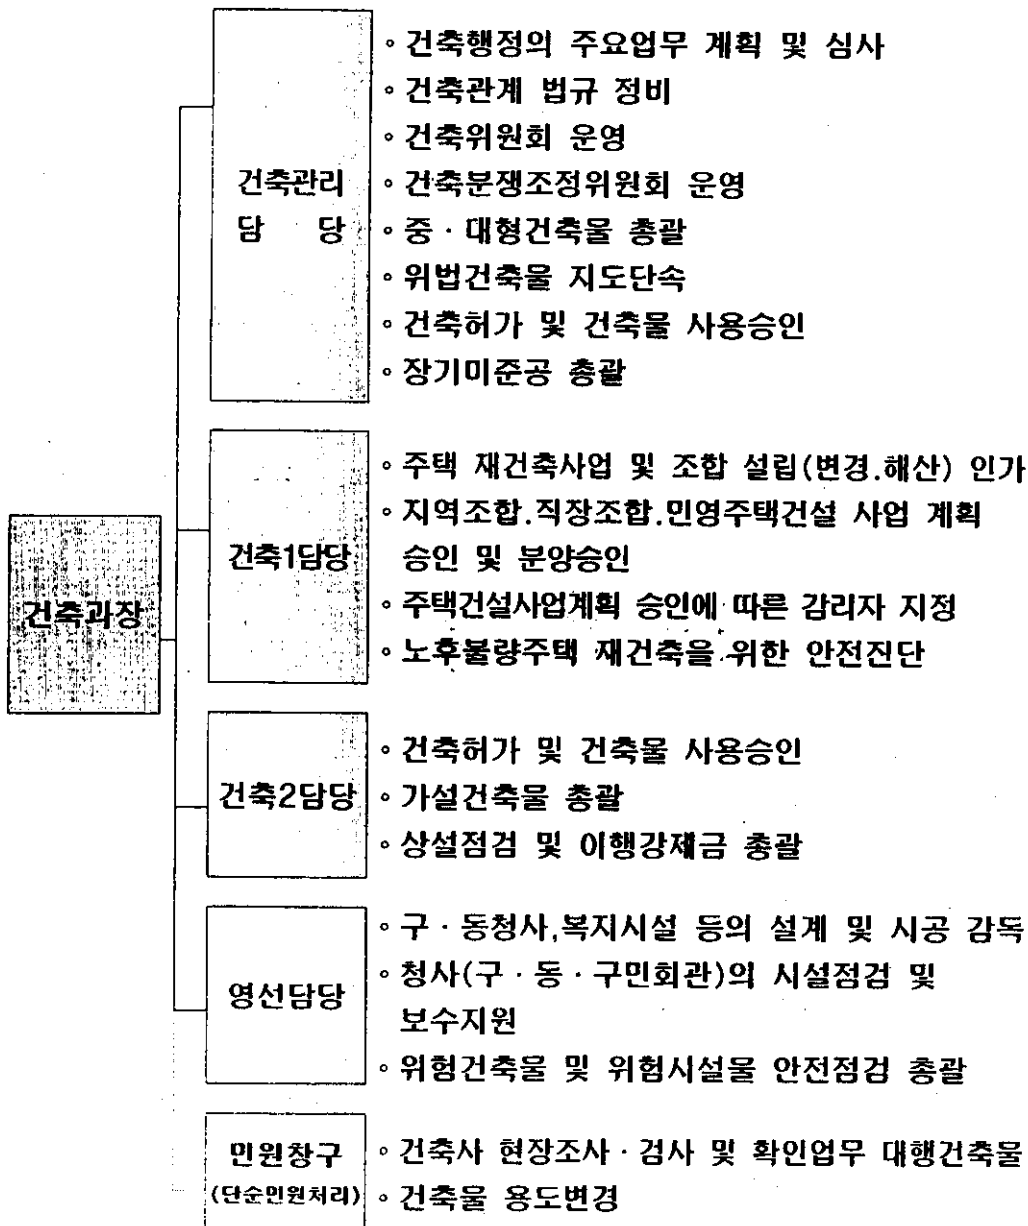 건축과장
건축관리
담 당
◦ 건축행정의 주요업무 계획 및 심사
◦ 건축관계 법규 정비
◦ 건축위원회 운영
◦ 건축분쟁조정위원회 운영
◦ 중 · 대형건축물 총괄
◦ 위법건축물 지도단속
◦ 건축허가 및 건축물 사용승인
◦ 장기미준공 총괄
건축1담당
◦ 주택 재건축사업 및 조합 설립(변경.해산) 인가
◦ 지역조합.직장조합.민영주택건설 사업 계획
승인 및 분양승인
◦ 주택건설사업계획 승인에 따른 감리자 지정
◦ 노후불량주택 재건축을 위한 안전진단
건축2담당
◦ 건축허가 및 건축물 사용승인
◦ 가설건축물 총괄
◦ 상설점검 및 이행강제금 총괄
영선담당
◦ 구 · 동청사,복지시설 등의 설계 및 시공 감독
◦ 청사(구 · 동 · 구민회관)의 시설점검 및
보수지원
◦ 위험건축물 및 위험시설물 안전점검 총괄
민원창구
(단순민원처리)
◦ 건축사 현장조사 · 검사 및 확인업무 대행건축물
◦ 건축물 용도변경